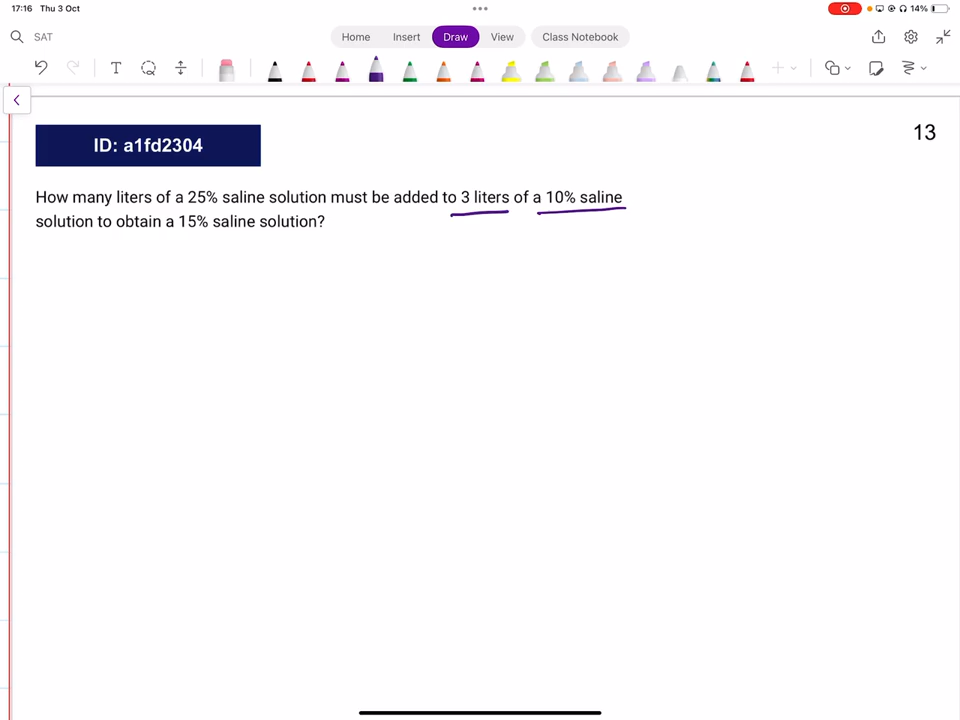 17:16 Thu 3 Oct
14%
SAT
Home Insert Draw View Class Notebook
T
13
ID: a1fd2304
How many liters of a 25% saline solution must be added to 3 liters of a 10% saline
solution to obtain a 15% saline solution?